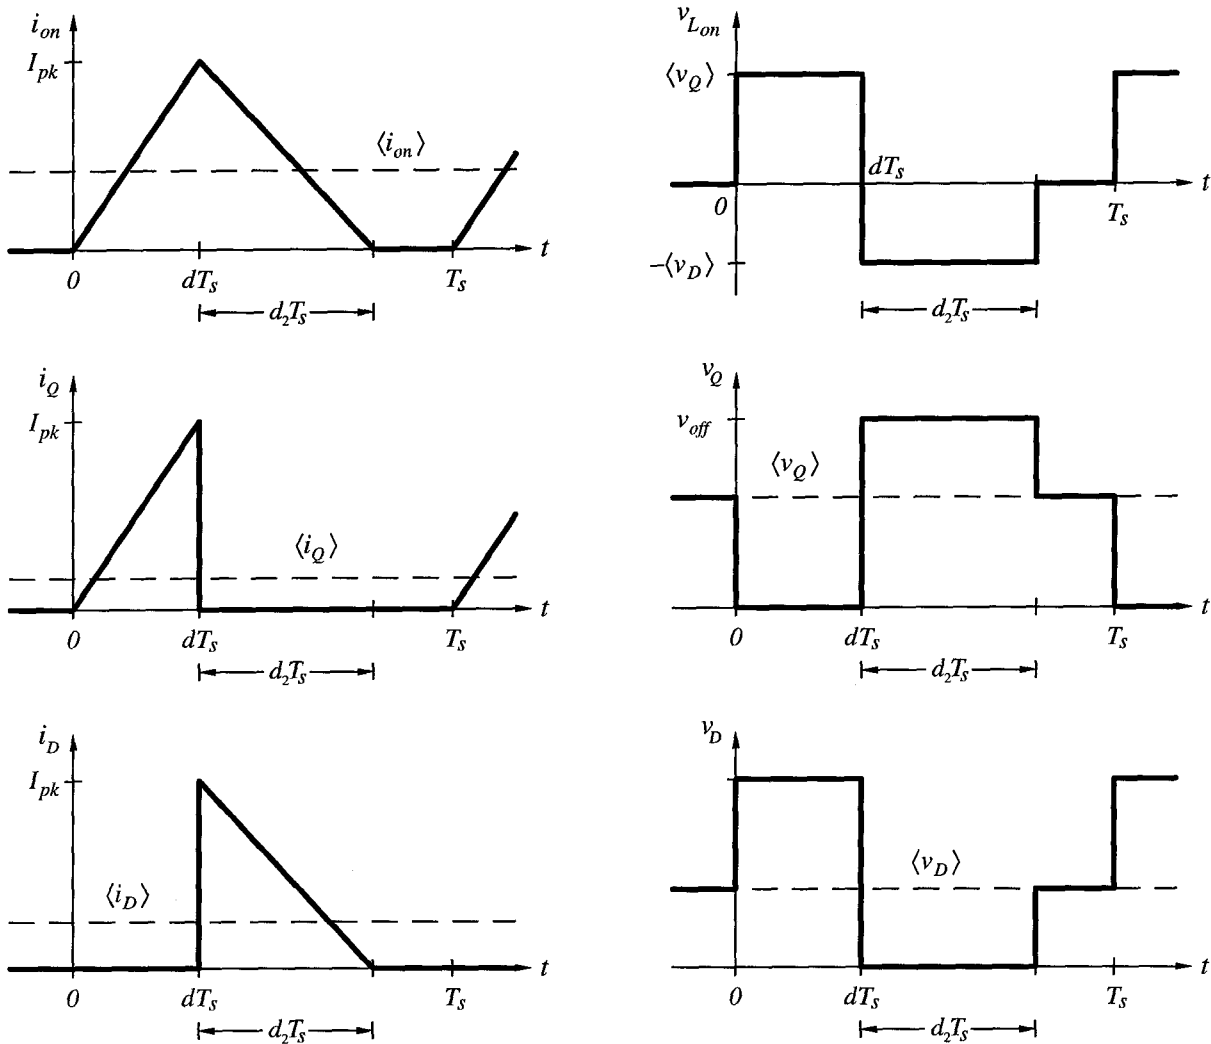 i_on
I_pk
⟨i_on⟩
t
0
dT_s
T_s
d_2T_s
v_Lon
⟨v_Q⟩
dT_s
t
0
T_s
−⟨v_D⟩
d_2T_s
i_Q
I_pk
⟨i_Q⟩
t
0
dT_s
T_s
d_2T_s
v_Q
v_off
⟨v_Q⟩
t
0
dT_s
T_s
d_2T_s
i_D
I_pk
⟨i_D⟩
t
0
dT_s
T_s
d_2T_s
v_D
⟨v_D⟩
t
0
dT_s
T_s
d_2T_s